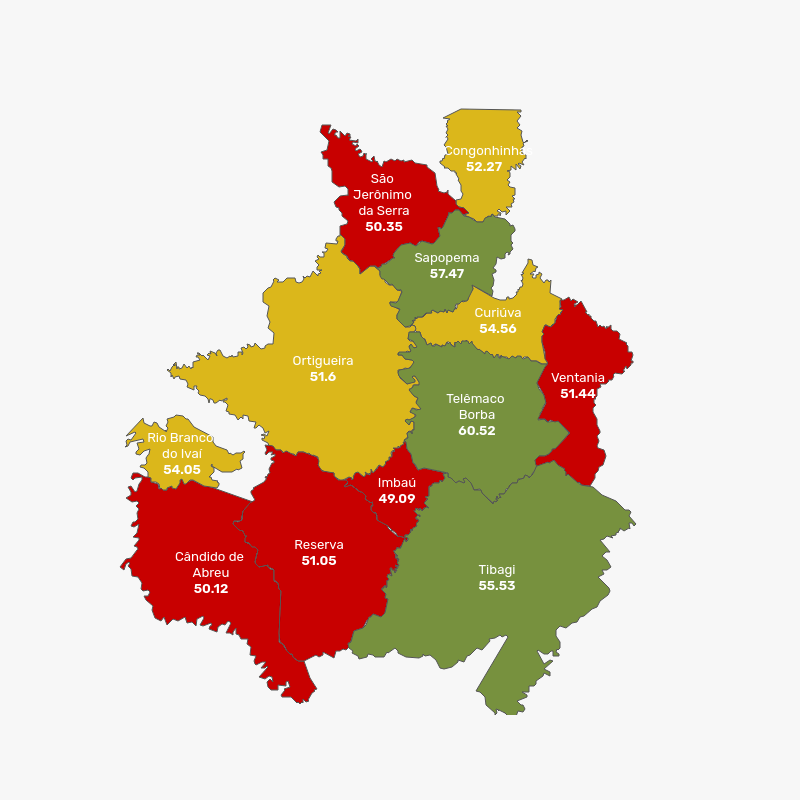 Congonhinhas
52.27
São
Jerônimo
da Serra
50.35
Sapopema
57.47
Curiúva
54.56
Ortigueira
51.6
Ventania
51.44
Telêmaco
Borba
60.52
Rio Branco
do Ivaí
54.05
Imbaú
49.09
Reserva
51.05
Cândido de
Abreu
50.12
Tibagi
55.53